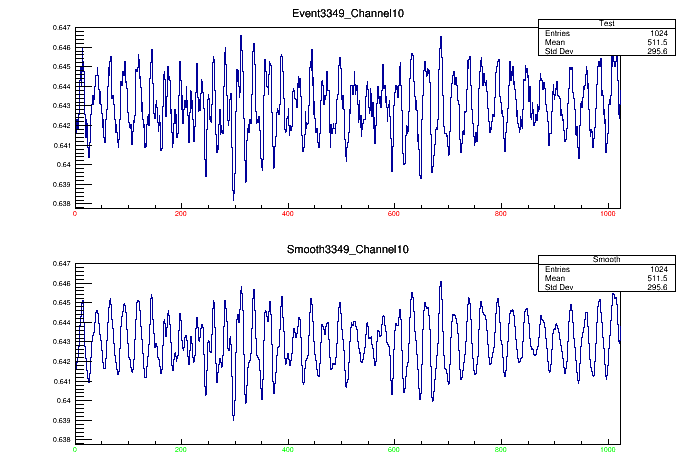 Event3349_Channel10
Test
Entries 1024
Mean 511.5
Std Dev 295.6
0.647
0.646
0.645
0.644
0.643
0.642
0.641
0.64
0.639
0.638
0 200 400 600 800 1000
Smooth3349_Channel10
Smooth
Entries 1024
Mean 511.5
Std Dev 295.6
0.647
0.646
0.645
0.644
0.643
0.642
0.641
0.64
0.639
0.638
0 200 400 600 800 1000